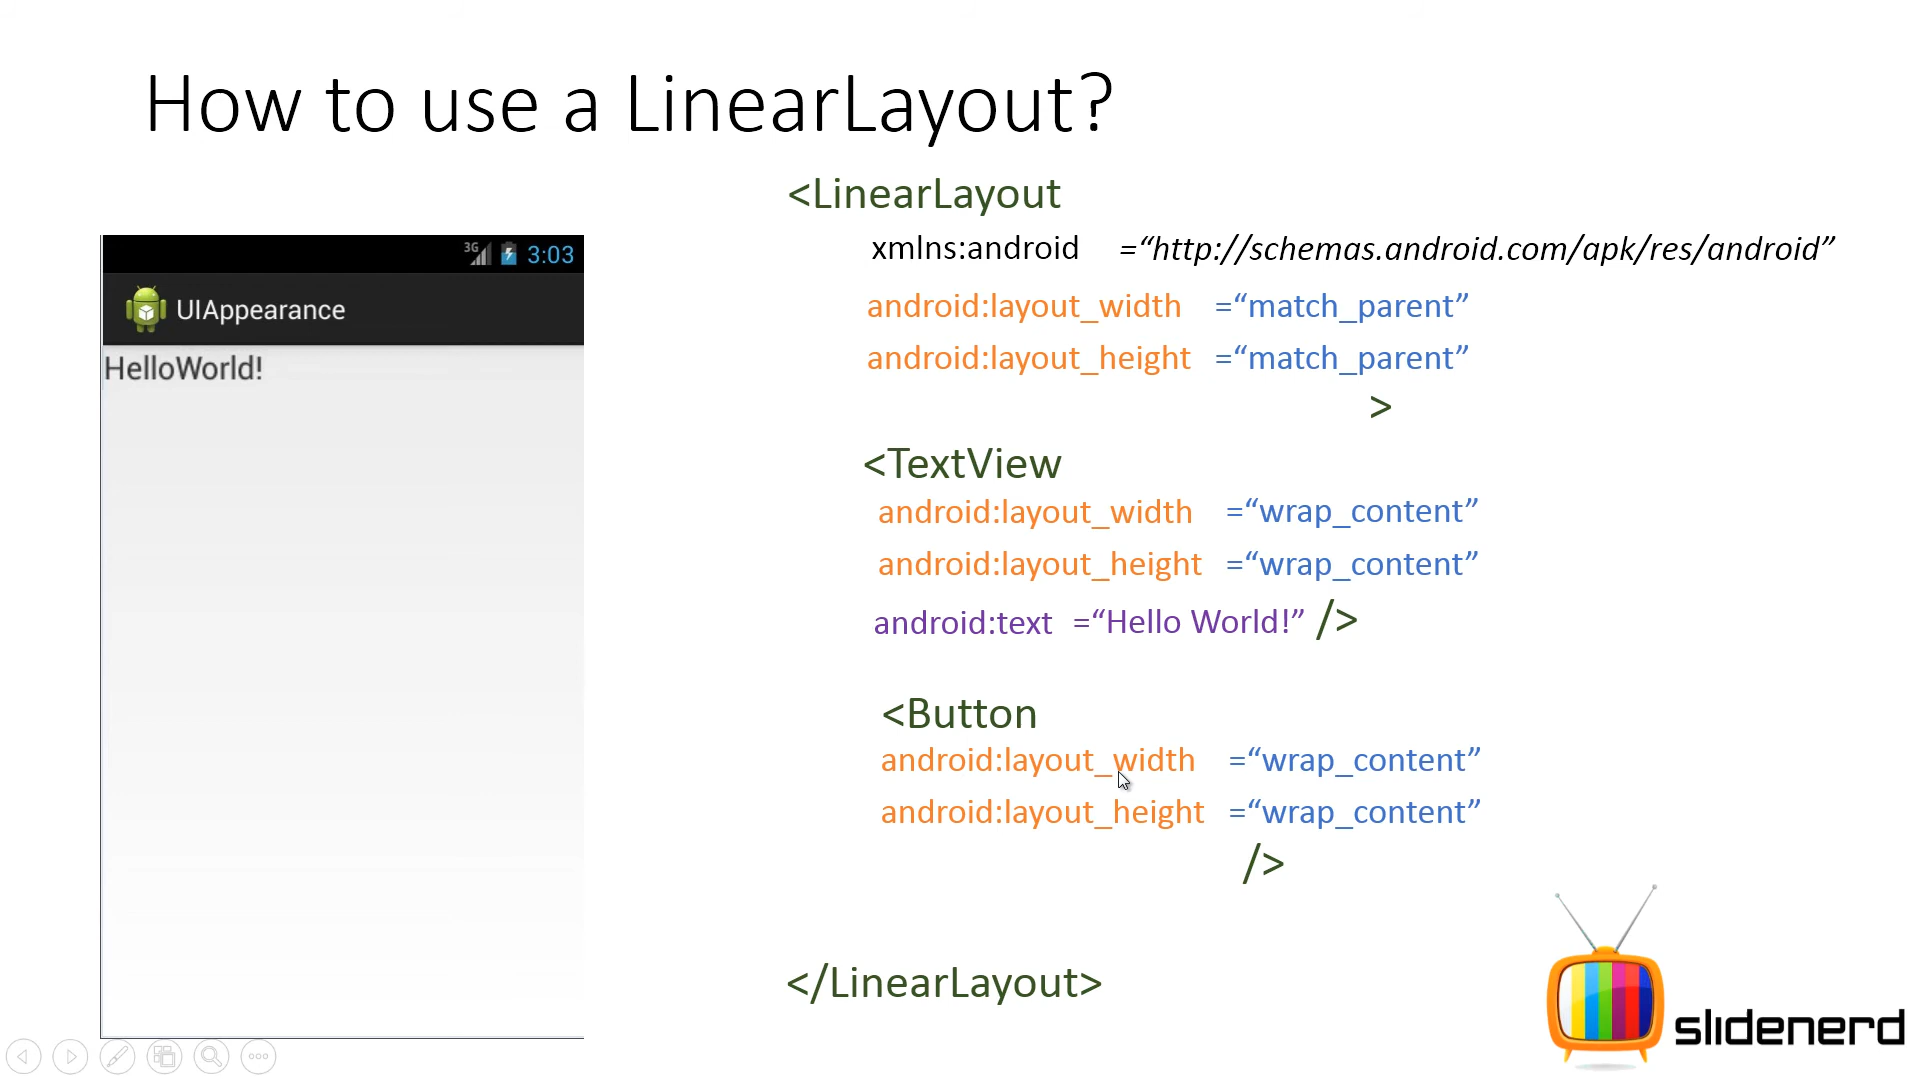 How to use a LinearLayout?
<LinearLayout
xmlns:android =“http://schemas.android.com/apk/res/android”
android:layout_width =“match_parent”
android:layout_height =“match_parent”
>
<TextView
android:layout_width =“wrap_content”
android:layout_height =“wrap_content”
android:text =“Hello World!” />
<Button
android:layout_width =“wrap_content”
android:layout_height =“wrap_content”
/>
</LinearLayout>
3G 3:03
UIAppearance
HelloWorld!
slidenerd